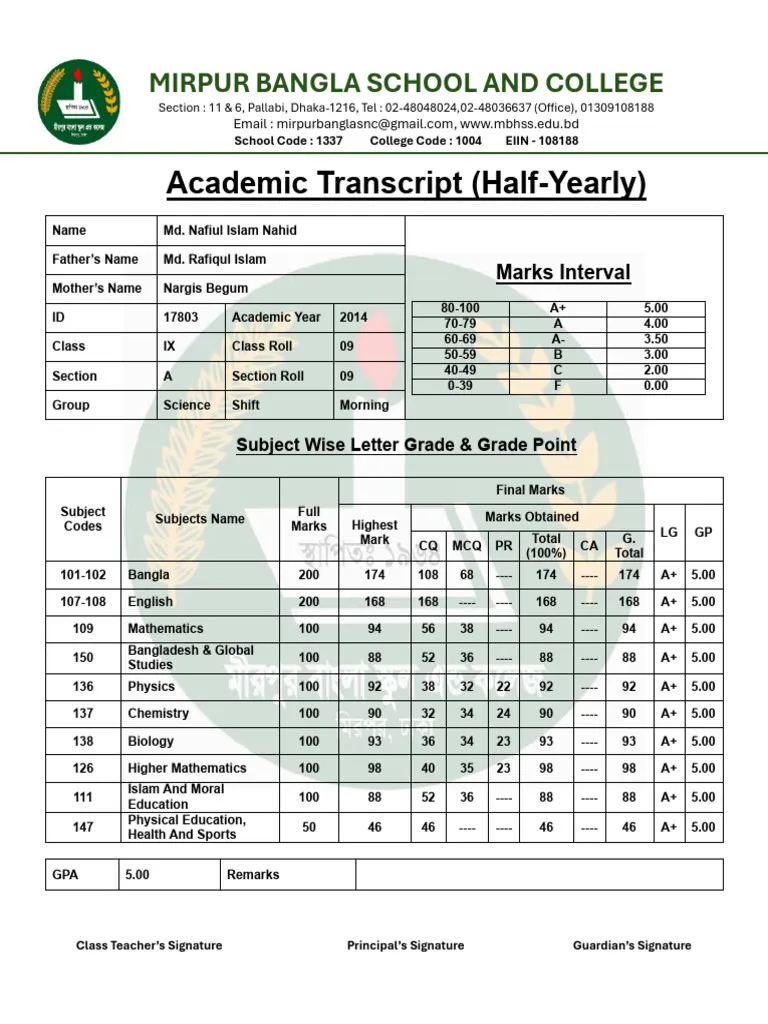 MIRPUR BANGLA SCHOOL AND COLLEGE
Section : 11 & 6, Pallabi, Dhaka-1216, Tel : 02-48048024,02-48036637 (Office), 01309108188
Email : mirpurbanglasnc@gmail.com, www.mbhss.edu.bd
School Code : 1337 College Code : 1004 EIIN - 108188
Academic Transcript (Half-Yearly)
Name Md. Nafiul Islam Nahid
Father's Name Md. Rafiqul Islam
Mother's Name Nargis Begum
ID 17803 Academic Year 2014
Class IX Class Roll 09
Section A Section Roll 09
Group Science Shift Morning
Marks Interval
80-100 A+ 5.00
70-79 A 4.00
60-69 A- 3.50
50-59 B 3.00
40-49 C 2.00
0-39 F 0.00
Subject Wise Letter Grade & Grade Point
Subject Codes Subjects Name Full Marks Final Marks
Highest Mark Marks Obtained LG GP
CQ MCQ PR Total (100%) CA G. Total
101-102 Bangla 200 174 108 68 ---- 174 ---- 174 A+ 5.00
107-108 English 200 168 168 ---- ---- 168 ---- 168 A+ 5.00
109 Mathematics 100 94 56 38 ---- 94 ---- 94 A+ 5.00
150 Bangladesh & Global Studies 100 88 52 36 ---- 88 ---- 88 A+ 5.00
136 Physics 100 92 38 32 22 92 ---- 92 A+ 5.00
137 Chemistry 100 90 32 34 24 90 ---- 90 A+ 5.00
138 Biology 100 93 36 34 23 93 ---- 93 A+ 5.00
126 Higher Mathematics 100 98 40 35 23 98 ---- 98 A+ 5.00
111 Islam And Moral Education 100 88 52 36 ---- 88 ---- 88 A+ 5.00
147 Physical Education, Health And Sports 50 46 46 ---- ---- 46 ---- 46 A+ 5.00
স্থাপিতঃ ১৯৬৪
মীরপুর বাংলা স্কুল এন্ড কলেজ
মিরপুর, ঢাকা
GPA 5.00 Remarks
Class Teacher's Signature Principal's Signature Guardian's Signature